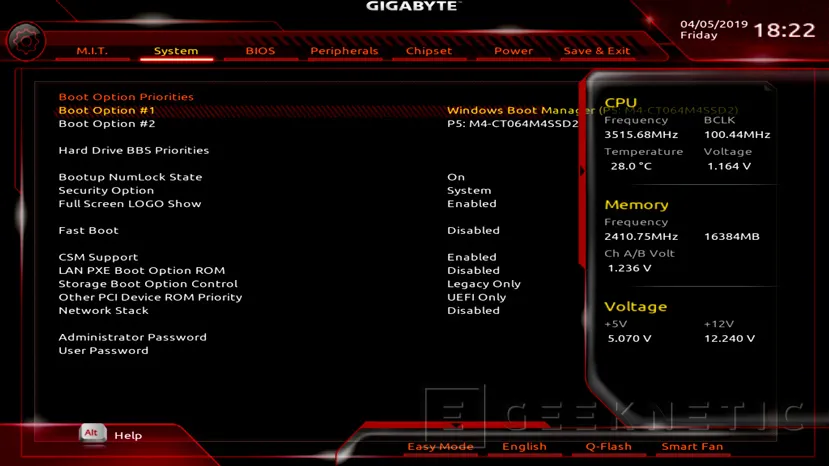 GIGABYTE™
04/05/2019
Friday
18:22
M.I.T. System BIOS Peripherals Chipset Power Save & Exit
Boot Option Priorities
Boot Option #1 Windows Boot Manager (P5: M4-CT064M4SSD2)
Boot Option #2 P5: M4-CT064M4SSD2
Hard Drive BBS Priorities
Bootup NumLock State On
Security Option System
Full Screen LOGO Show Enabled
Fast Boot Disabled
CSM Support Enabled
LAN PXE Boot Option ROM Disabled
Storage Boot Option Control Legacy Only
Other PCI Device ROM Priority UEFI Only
Network Stack Disabled
Administrator Password
User Password
CPU
Frequency BCLK
3515.68MHz 100.44MHz
Temperature Voltage
28.0 °C 1.164 V
Memory
Frequency
2410.75MHz 16384MB
Ch A/B Volt
1.236 V
Voltage
+5V +12V
5.070 V 12.240 V
E GEEKNETIC
Alt Help
Easy Mode English Q-Flash Smart Fan